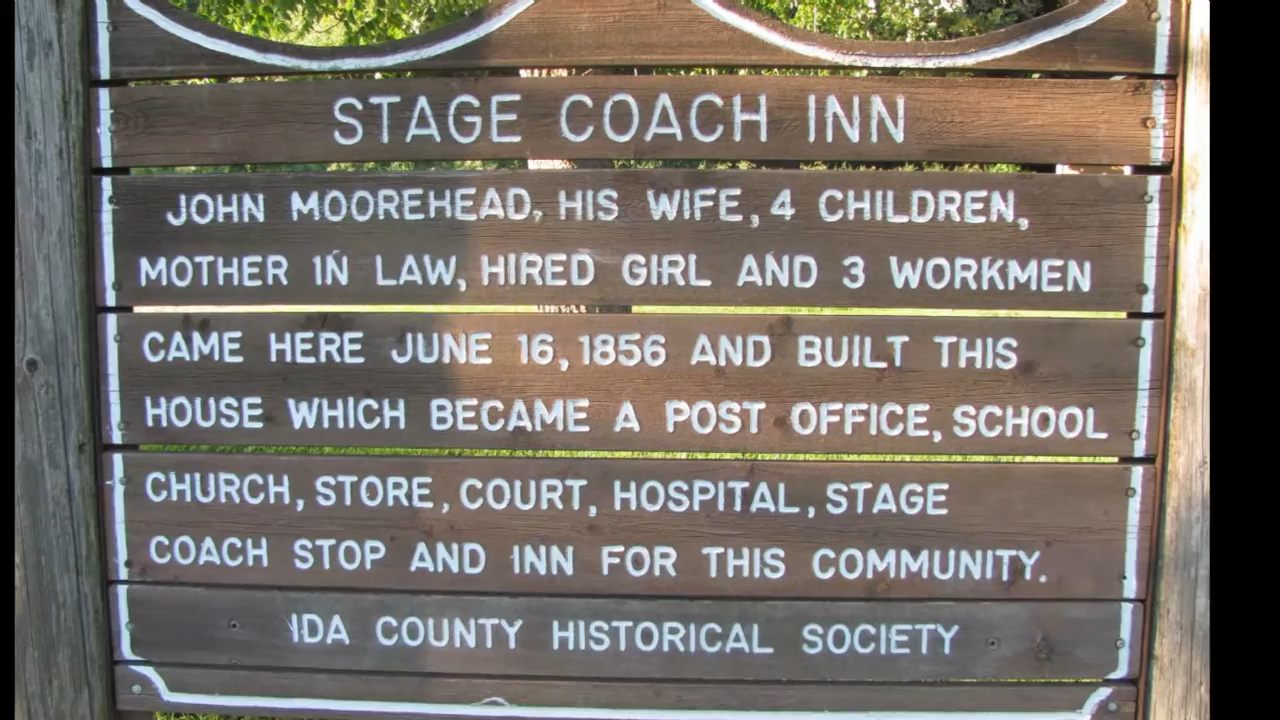 STAGE COACH INN
JOHN MOOREHEAD, HIS WIFE, 4 CHILDREN,
MOTHER IN LAW, HIRED GIRL AND 3 WORKMEN
CAME HERE JUNE 16, 1856 AND BUILT THIS
HOUSE WHICH BECAME A POST OFFICE, SCHOOL
CHURCH, STORE, COURT, HOSPITAL, STAGE
COACH STOP AND INN FOR THIS COMMUNITY.
IDA COUNTY HISTORICAL SOCIETY